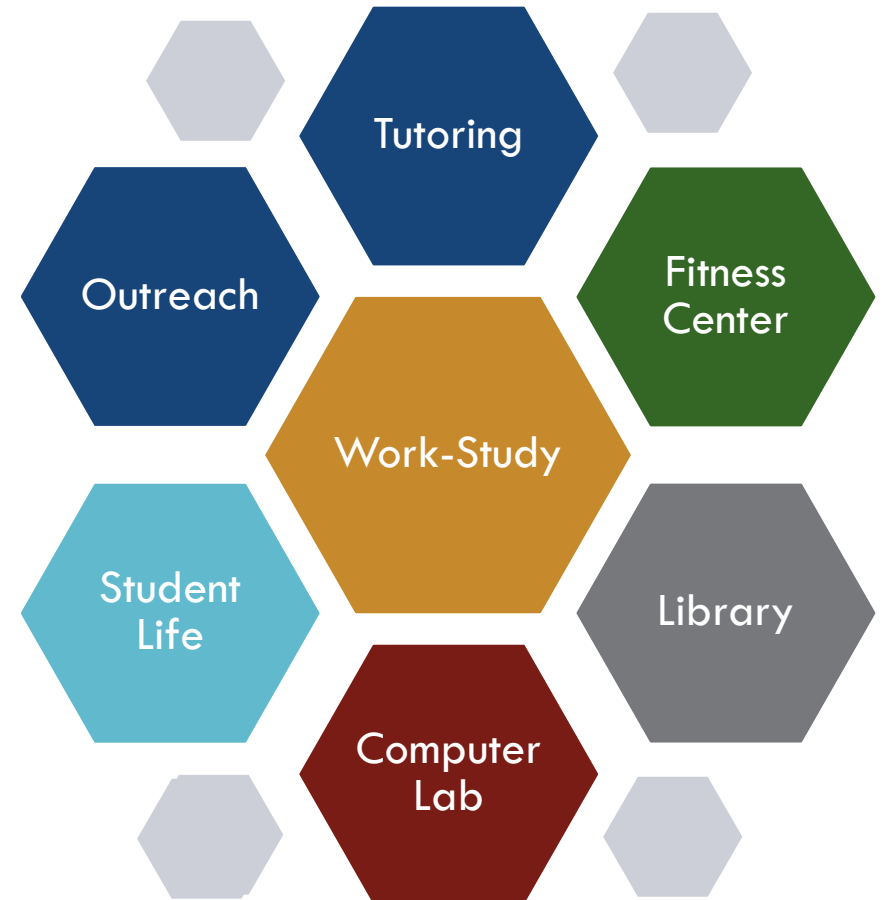 Tutoring
Fitness
Center
Outreach
Work-Study
Student
Life
Library
Computer
Lab